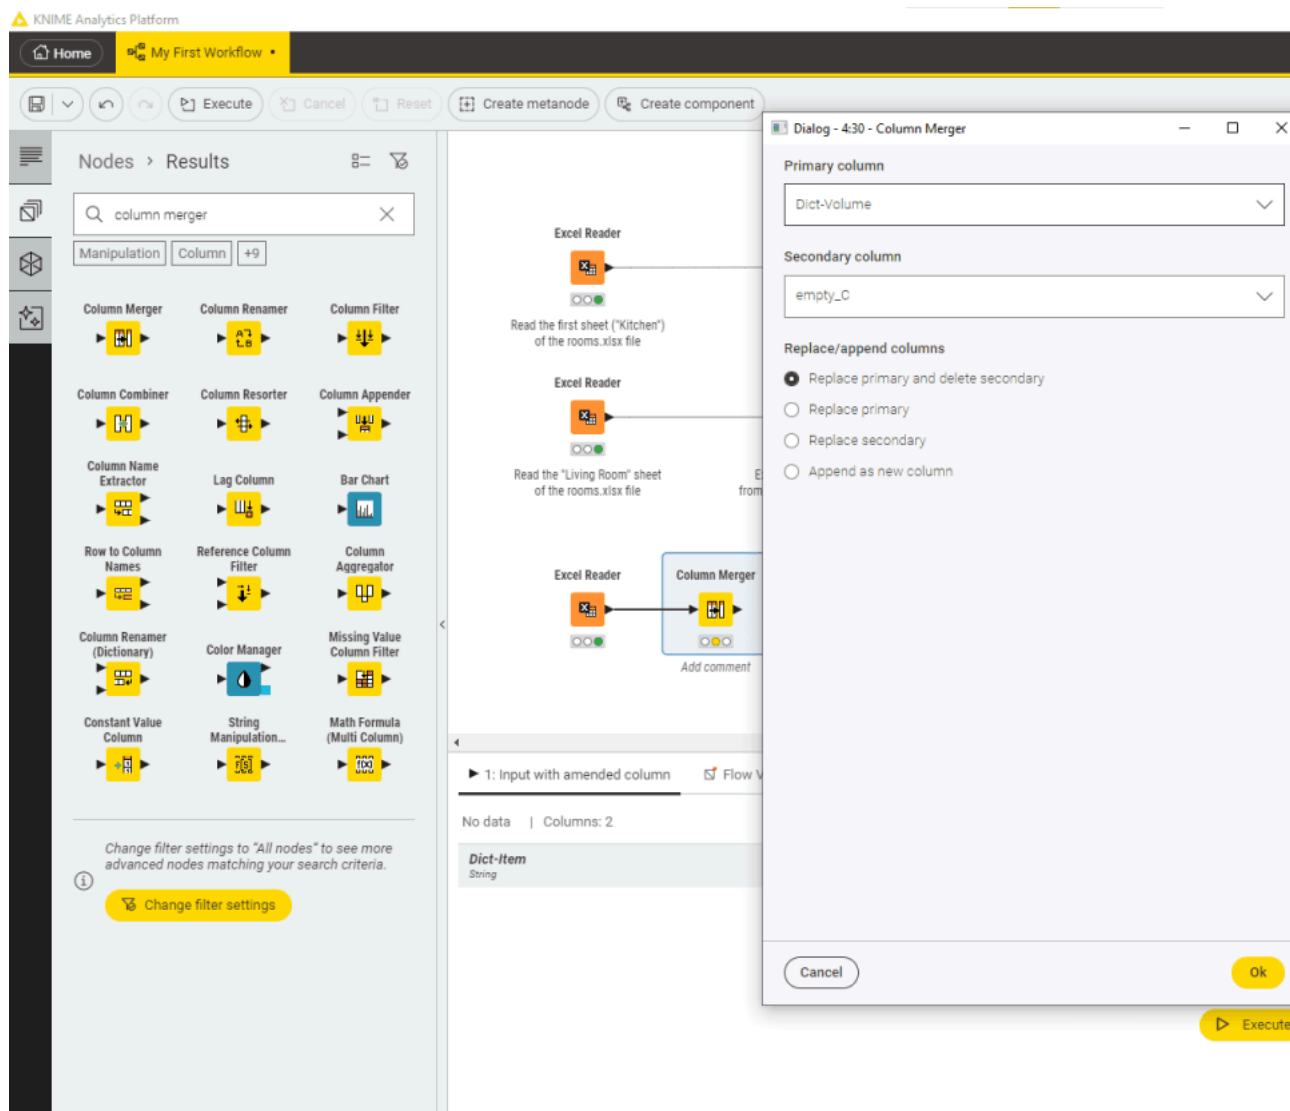 KNIME Analytics Platform
Home
My First Workflow •
Execute
Cancel
Reset
Create metanode
Create component
Nodes > Results
column merger
Manipulation
Column
+9
Column Merger
Column Renamer
Column Filter
Column Combiner
Column Resorter
Column Appender
Column Name
Extractor
Lag Column
Bar Chart
Row to Column
Names
Reference Column
Filter
Column
Aggregator
Column Renamer
(Dictionary)
Color Manager
Missing Value
Column Filter
Constant Value
Column
String
Manipulation...
Math Formula
(Multi Column)
Change filter settings to "All nodes" to see more
advanced nodes matching your search criteria.
Change filter settings
Excel Reader
Read the first sheet ("Kitchen")
of the rooms.xlsx file
Excel Reader
Read the "Living Room" sheet
of the rooms.xlsx file
E
from
Excel Reader
Column Merger
Add comment
1: Input with amended column
Flow V
No data | Columns: 2
Dict-Item
String
Dialog - 4:30 - Column Merger
Primary column
Dict-Volume
Secondary column
empty_C
Replace/append columns
Replace primary and delete secondary
Replace primary
Replace secondary
Append as new column
Cancel
Ok
Execute